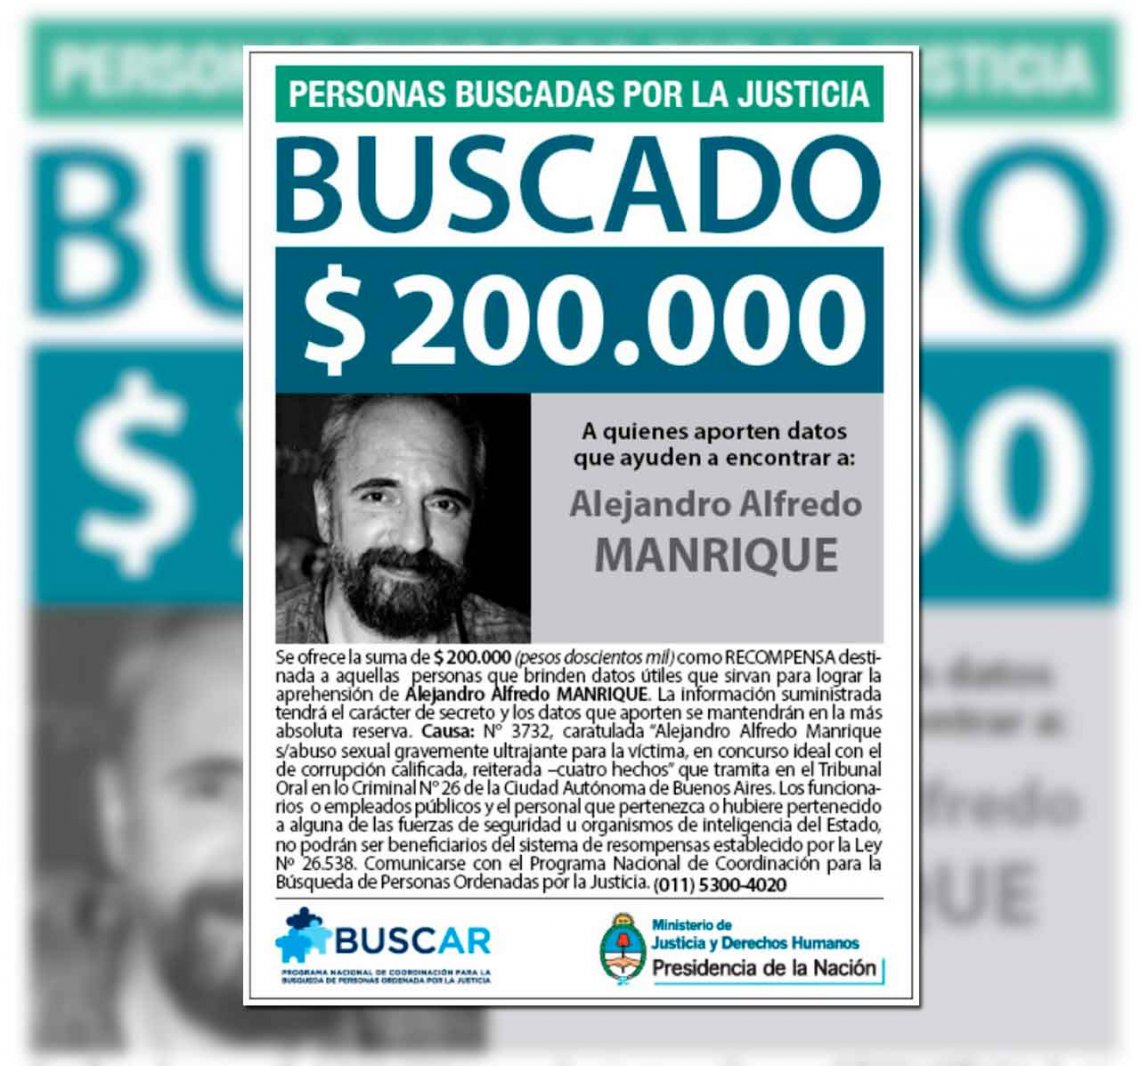 PERSONAS BUSCADAS POR LA JUSTICIA
BUSCADO
$ 200.000
A quienes aporten datos
que ayuden a encontrar a:
Alejandro Alfredo
MANRIQUE
Se ofrece la suma de $ 200.000 (pesos doscientos mil) como RECOMPENSA desti-
nada a aquellas personas que brinden datos útiles que sirvan para lograr la
aprehensión de Alejandro Alfredo MANRIQUE. La información suministrada
tendrá el carácter de secreto y los datos que aporten se mantendrán en la más
absoluta reserva. Causa: Nº 3732, caratulada “Alejandro Alfredo Manrique
s/abuso sexual gravemente ultrajante para la víctima, en concurso ideal con el
de corrupción calificada, reiterada –cuatro hechos” que tramita en el Tribunal
Oral en lo Criminal N° 26 de la Ciudad Autónoma de Buenos Aires. Los funciona-
rios o empleados públicos y el personal que pertenezca o hubiere pertenecido
a alguna de las fuerzas de seguridad u organismos de inteligencia del Estado,
no podrán ser beneficiarios del sistema de resompensas establecido por la Ley
Nº 26.538. Comunicarse con el Programa Nacional de Coordinación para la
Búsqueda de Personas Ordenadas por la Justicia. (011) 5300-4020
BUSCAR
PROGRAMA NACIONAL DE COORDINACIÓN PARA LA
BUSQUEDA DE PERSONAS ORDENADA POR LA JUSTICIA
Ministerio de
Justicia y Derechos Humanos
Presidencia de la Nación